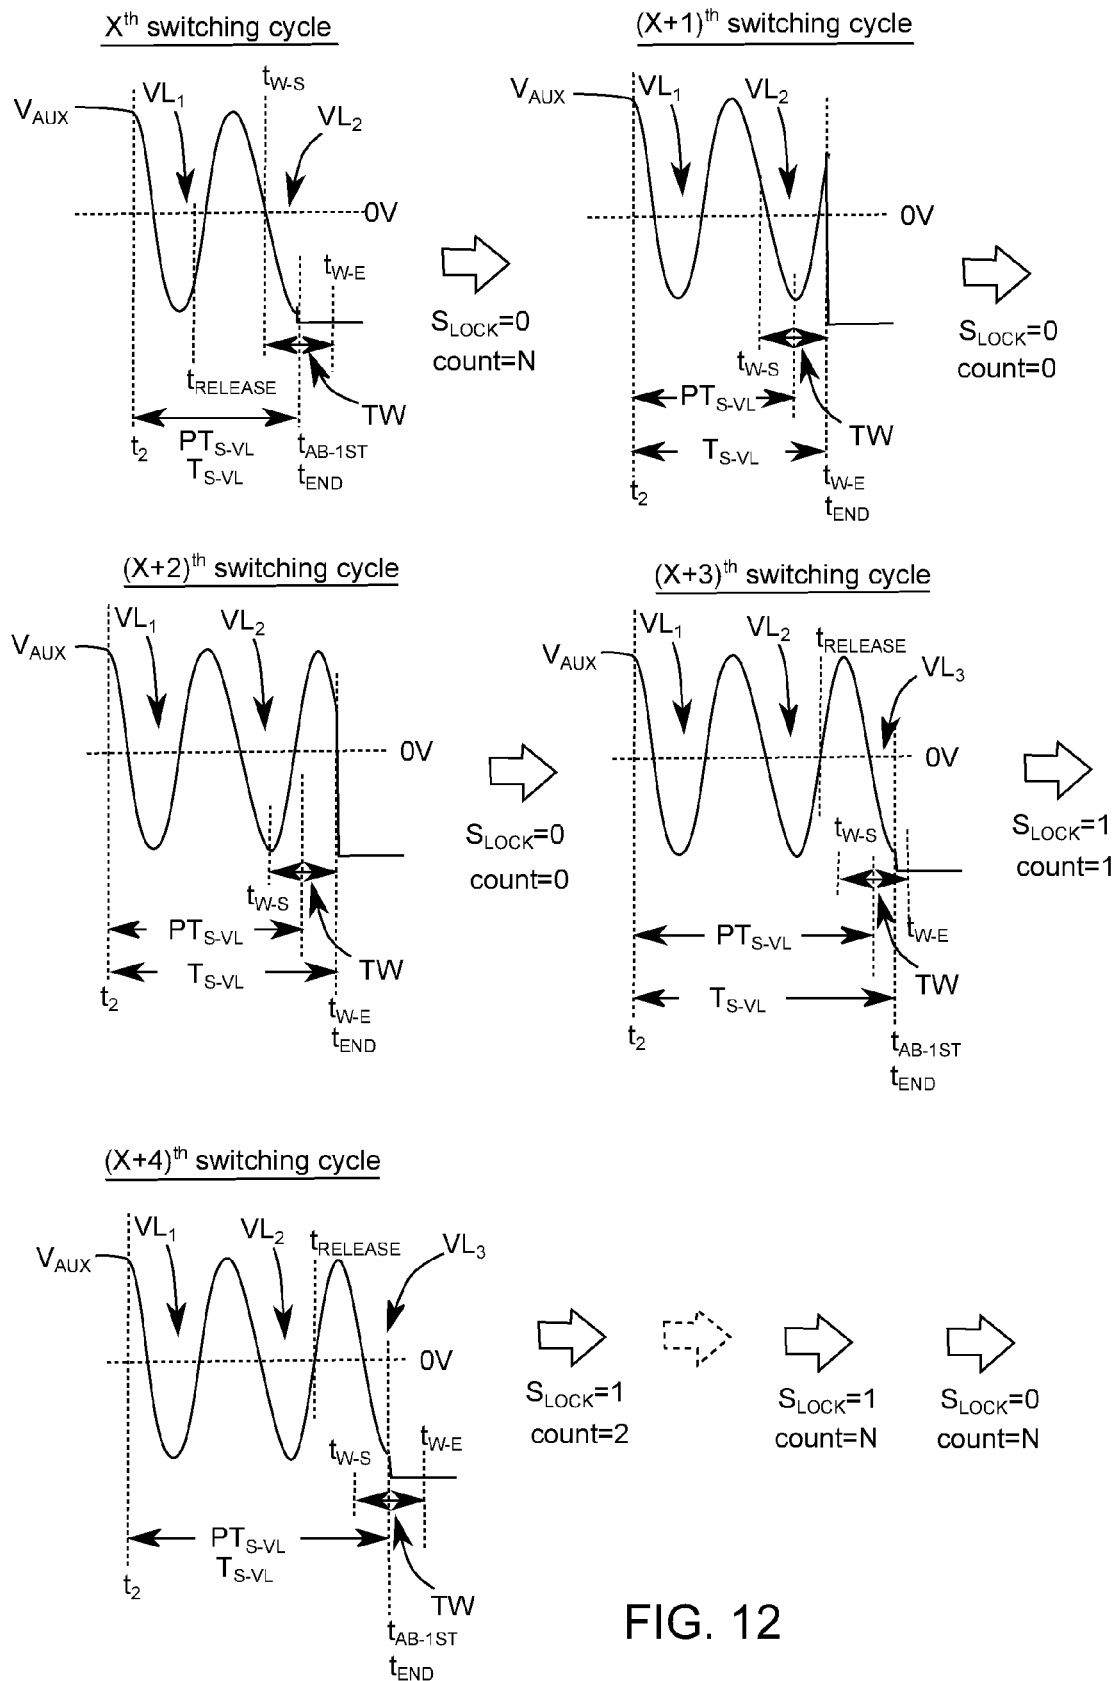 Xth switching cycle
VAUX
VL1
tW-S
VL2
0V
tW-E
tRELEASE
TW
t2
PTS-VL
TS-VL
tAB-1ST
tEND
SLOCK=0
count=N
(X+1)th switching cycle
VAUX
VL1
VL2
0V
tW-S
PTS-VL
TW
TS-VL
t2
tW-E
tEND
SLOCK=0
count=0
(X+2)th switching cycle
VAUX
VL1
VL2
0V
tW-S
PTS-VL
TS-VL
TW
t2
tW-E
tEND
SLOCK=0
count=0
(X+3)th switching cycle
VAUX
VL1
VL2
tRELEASE
VL3
0V
tW-S
tW-E
PTS-VL
TW
TS-VL
t2
tAB-1ST
tEND
SLOCK=1
count=1
(X+4)th switching cycle
VAUX
VL1
VL2
tRELEASE
VL3
0V
tW-S
tW-E
PTS-VL
TS-VL
t2
TW
tAB-1ST
tEND
SLOCK=1
count=2
SLOCK=1
count=N
SLOCK=0
count=N
FIG. 12